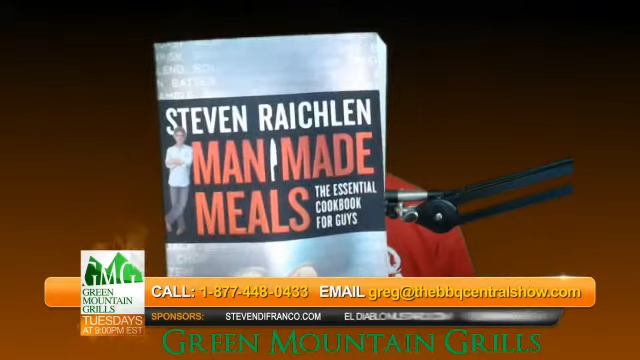 STEVEN RAICHLEN
MAN MADE
MEALS
THE ESSENTIAL
COOKBOOK
FOR GUYS
GMG
GREEN
MOUNTAIN
GRILLS
TUESDAYS
AT 9:00PM EST
CALL: 1-877-448-0433 EMAIL greg@thebbqcentralshow.com
SPONSORS: STEVENDIFRANCO.COM EL DIABLO
GREEN MOUNTAIN GRILLS